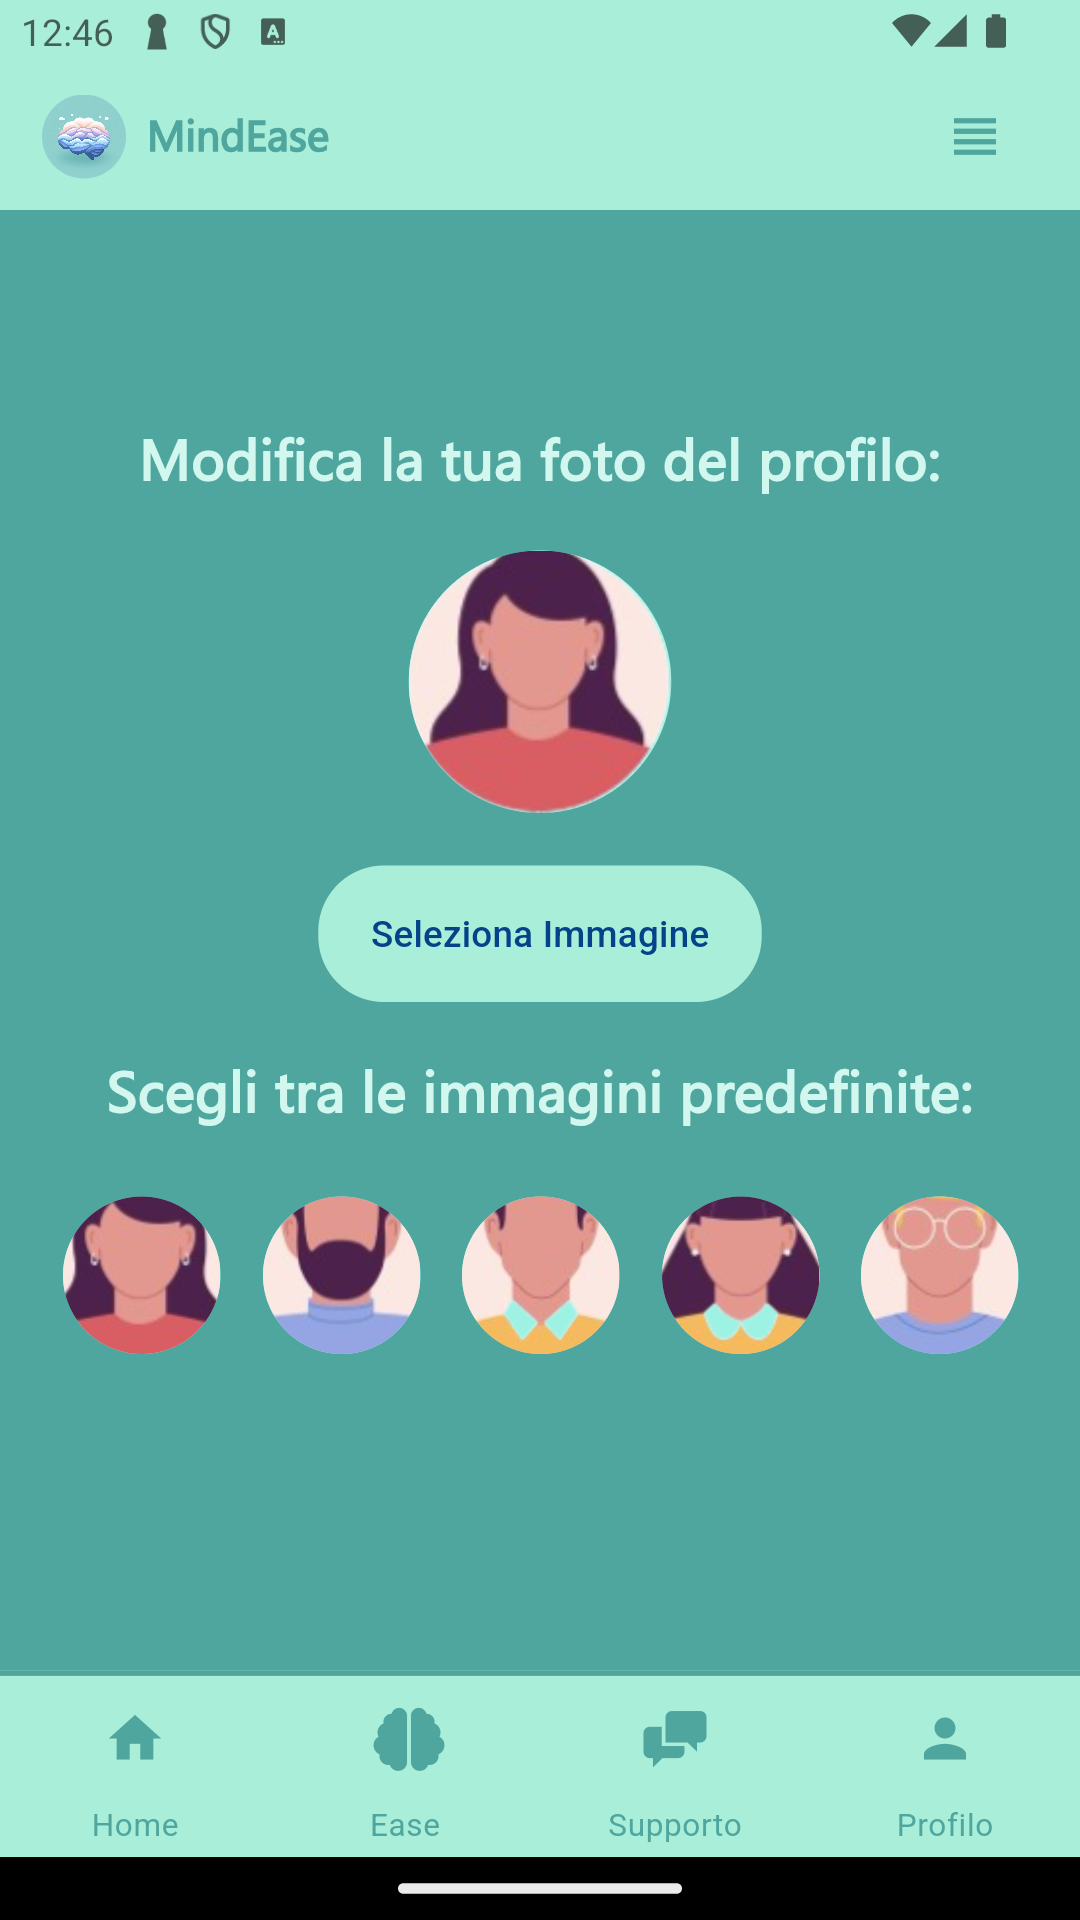 12:46
MindEase
Modifica la tua foto del profilo:
Seleziona Immagine
Scegli tra le immagini predefinite:
Home
Ease
Supporto
Profilo